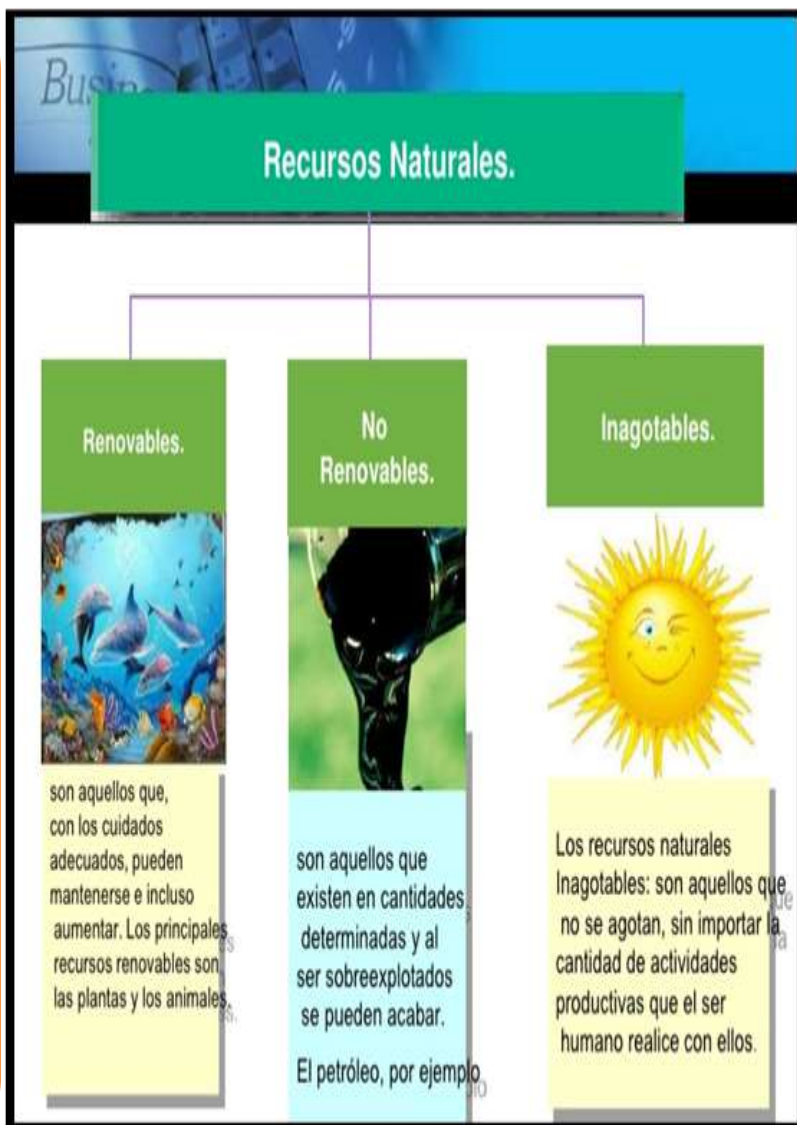 Recursos Naturales.
Renovables.
son aquellos que,
con los cuidados
adecuados, pueden
mantenerse e incluso
aumentar. Los principales
recursos renovables son
las plantas y los animales.
No
Renovables.
son aquellos que
existen en cantidades
determinadas y al
ser sobreexplotados
se pueden acabar.
El petróleo, por ejemplo
Inagotables.
Los recursos naturales
Inagotables: son aquellos que
no se agotan, sin importar la
cantidad de actividades
productivas que el ser
humano realice con ellos.